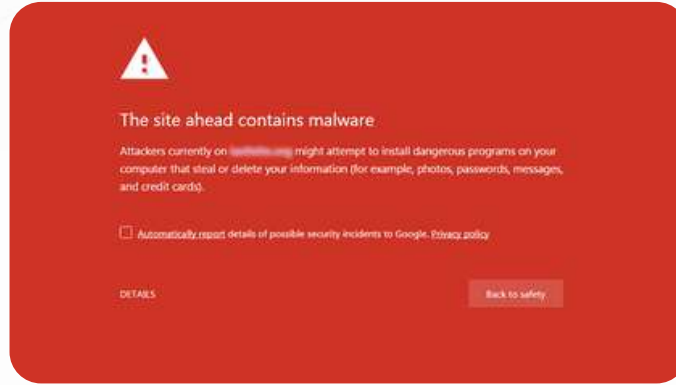 The site ahead contains malware
Attackers currently on might attempt to install dangerous programs on your
computer that steal or delete your information (for example, photos, passwords, messages,
and credit cards).
Automatically report details of possible security incidents to Google. Privacy policy
DETAILS
Back to safety